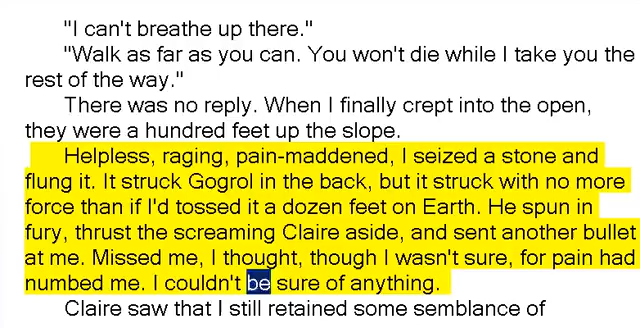 "I can't breathe up there."
"Walk as far as you can. You won't die while I take you the
rest of the way."
There was no reply. When I finally crept into the open,
they were a hundred feet up the slope.
Helpless, raging, pain-maddened, I seized a stone and
flung it. It struck Gogrol in the back, but it struck with no more
force than if I'd tossed it a dozen feet on Earth. He spun in
fury, thrust the screaming Claire aside, and sent another bullet
at me. Missed me, I thought, though I wasn't sure, for pain had
numbed me. I couldn't be sure of anything.
Claire saw that I still retained some semblance of